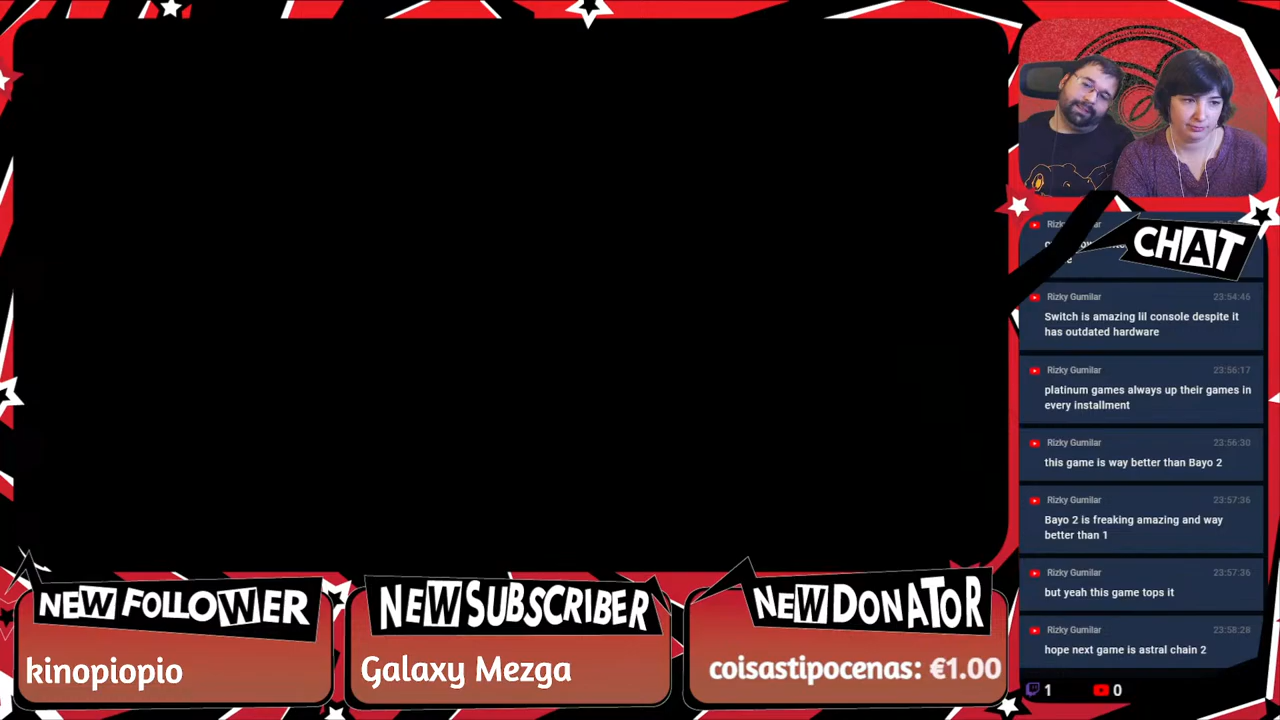 CHAT
Rizky Gumilar
Rizky Gumilar 23:54:46
Switch is amazing lil console despite it
has outdated hardware
Rizky Gumilar 23:56:17
platinum games always up their games in
every installment
Rizky Gumilar 23:56:30
this game is way better than Bayo 2
Rizky Gumilar 23:57:36
Bayo 2 is freaking amazing and way
better than 1
Rizky Gumilar 23:57:36
but yeah this game tops it
Rizky Gumilar 23:58:28
hope next game is astral chain 2
1 0
NEW FOLLOWER
kinopiopio
NEW SUBSCRIBER
Galaxy Mezga
NEW DONATOR
coisastipocenas: €1.00